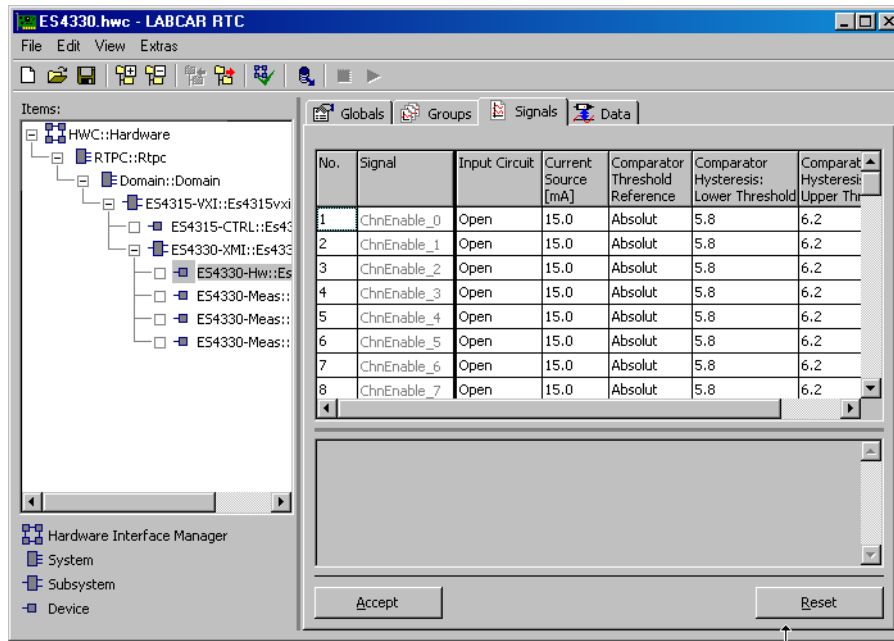 ES4330.hwc - LABCAR RTC
File Edit View Extras
Items:
HWC::Hardware
RTPC::Rtpc
Domain::Domain
ES4315-VXI::Es4315vxi
ES4315-CTRL::Es43
ES4330-XMI::Es433
ES4330-Hw::Es
ES4330-Meas::
ES4330-Meas::
ES4330-Meas::
Hardware Interface Manager
System
Subsystem
Device
Globals Groups Signals Data
No. Signal Input Circuit Current Source [mA] Comparator Threshold Reference Comparator Hysteresis: Lower Threshold Comparat Hysteresi Upper Thr
1 ChnEnable_0 Open 15.0 Absolut 5.8 6.2
2 ChnEnable_1 Open 15.0 Absolut 5.8 6.2
3 ChnEnable_2 Open 15.0 Absolut 5.8 6.2
4 ChnEnable_3 Open 15.0 Absolut 5.8 6.2
5 ChnEnable_4 Open 15.0 Absolut 5.8 6.2
6 ChnEnable_5 Open 15.0 Absolut 5.8 6.2
7 ChnEnable_6 Open 15.0 Absolut 5.8 6.2
8 ChnEnable_7 Open 15.0 Absolut 5.8 6.2
Accept Reset